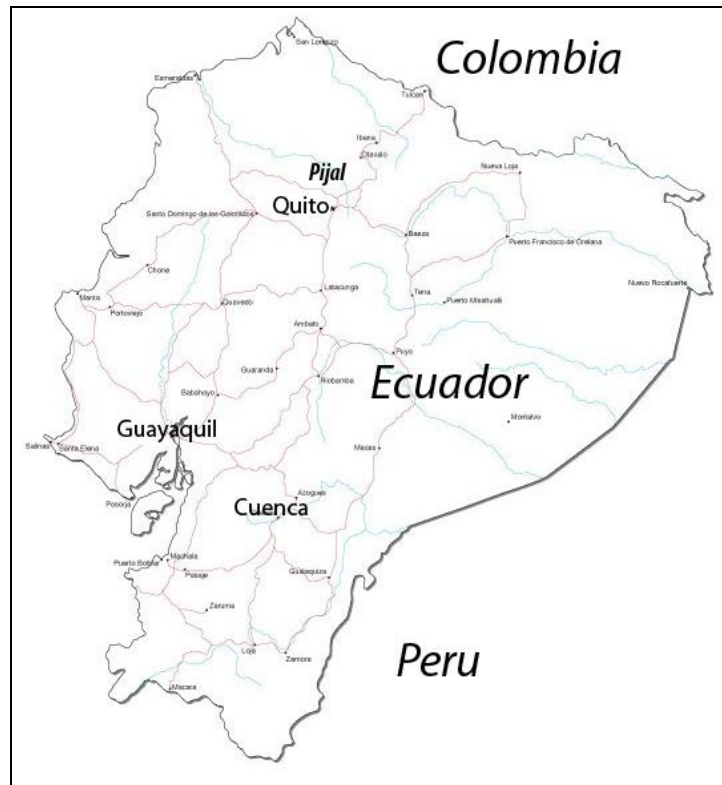 San Lorenzo
Colombia
Esmeraldas
Tulcan
Ibarra
Otavalo
Pijal
Nueva Loja
Quito
Santo Domingo de los Colorados
Baeza
Puerto Francisco de Orellana
Chone
Manta
Portoviejo
Quevedo
Latacunga
Tena
Puerto Misahualli
Nuevo Rocafuerte
Ambato
Puyo
Guaranda
Riobamba
Ecuador
Babahoyo
Montalvo
Guayaquil
Salinas
Santa Elena
Macas
Posorja
Azogues
Cuenca
Puerto Bolivar
Machala
Pasaje
Gualaquiza
Zaruma
Loja
Zamora
Peru
Macara